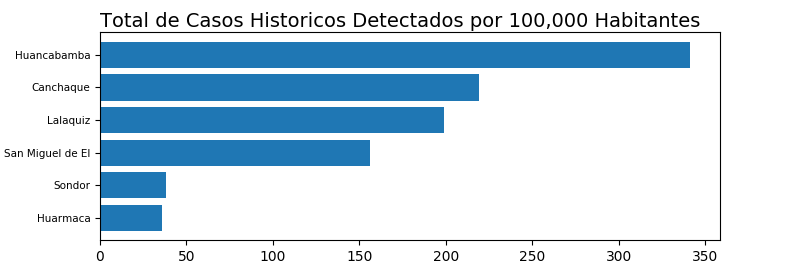 Total de Casos Historicos Detectados por 100,000 Habitantes
Huancabamba
Canchaque
Lalaquiz
San Miguel de El
Sondor
Huarmaca
0 50 100 150 200 250 300 350